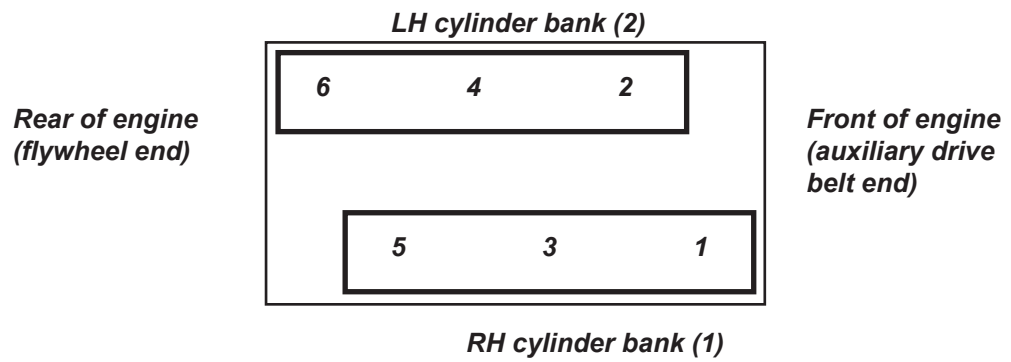 LH cylinder bank (2)
6 4 2
Rear of engine
(flywheel end)
Front of engine
(auxiliary drive
belt end)
5 3 1
RH cylinder bank (1)